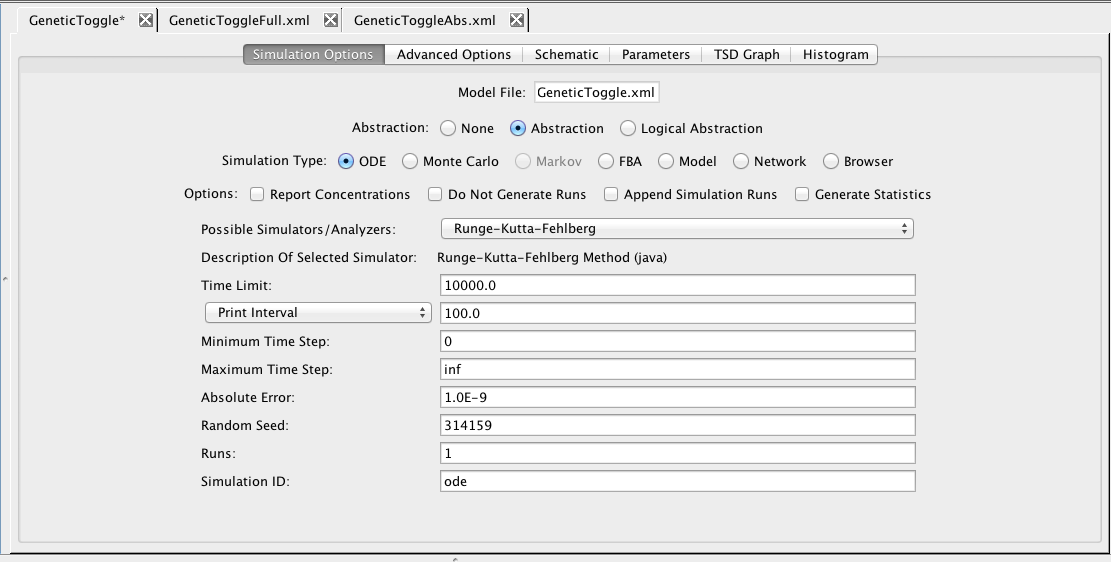 GeneticToggle* GeneticToggleFull.xml GeneticToggleAbs.xml
Simulation Options Advanced Options Schematic Parameters TSD Graph Histogram
Model File: GeneticToggle.xml
Abstraction: None Abstraction Logical Abstraction
Simulation Type: ODE Monte Carlo Markov FBA Model Network Browser
Options: Report Concentrations Do Not Generate Runs Append Simulation Runs Generate Statistics
Possible Simulators/Analyzers: Runge-Kutta-Fehlberg
Description Of Selected Simulator: Runge-Kutta-Fehlberg Method (java)
Time Limit: 10000.0
Print Interval 100.0
Minimum Time Step: 0
Maximum Time Step: inf
Absolute Error: 1.0E-9
Random Seed: 314159
Runs: 1
Simulation ID: ode